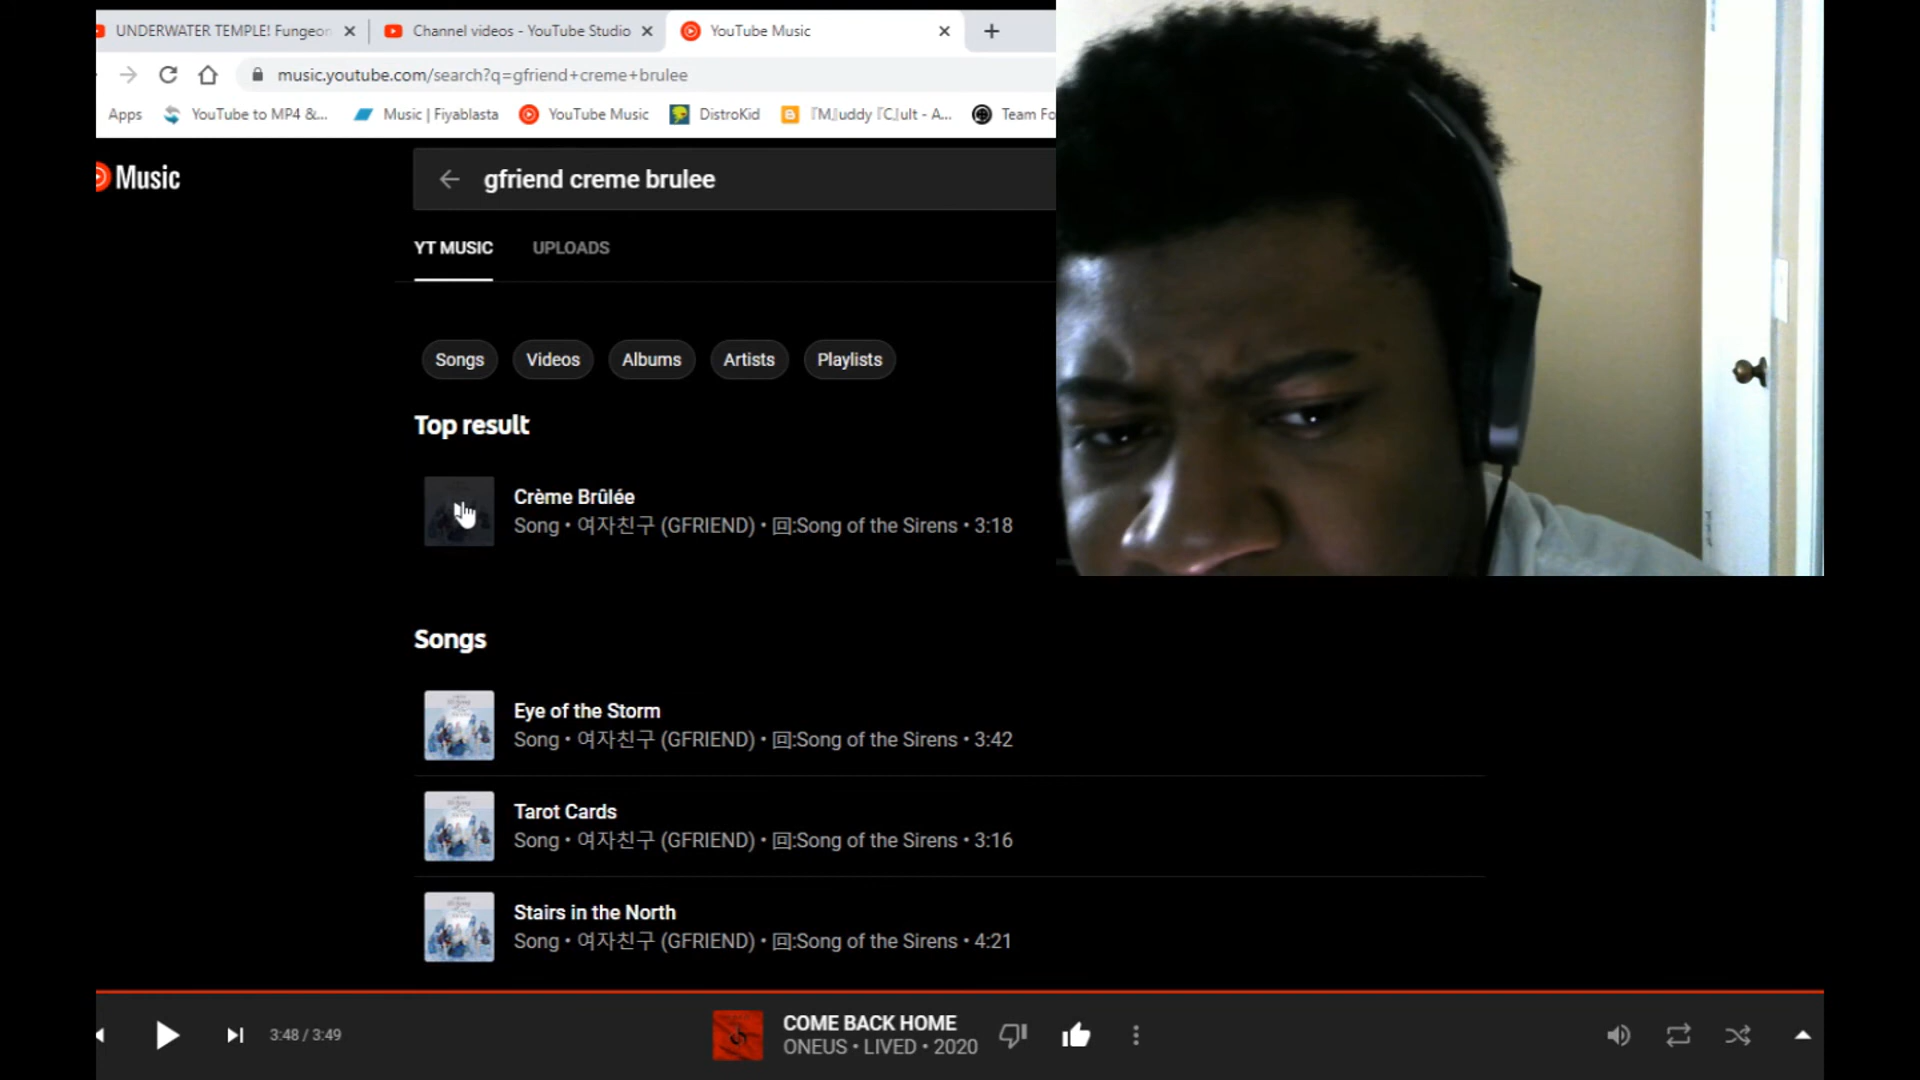 UNDERWATER TEMPLE! Fungeon
Channel videos - YouTube Studio
YouTube Music
music.youtube.com/search?q=gfriend+creme+brulee
Apps
YouTube to MP4 &...
Music | Fiyablasta
YouTube Music
DistroKid
『M』uddy『C』ult - A...
Team Fo
Music
gfriend creme brulee
YT MUSIC
UPLOADS
Songs
Videos
Albums
Artists
Playlists
Top result
Crème Brûlée
Song • 여자친구 (GFRIEND) • 回:Song of the Sirens • 3:18
Songs
Eye of the Storm
Song • 여자친구 (GFRIEND) • 回:Song of the Sirens • 3:42
Tarot Cards
Song • 여자친구 (GFRIEND) • 回:Song of the Sirens • 3:16
Stairs in the North
Song • 여자친구 (GFRIEND) • 回:Song of the Sirens • 4:21
3:48 / 3:49
COME BACK HOME
ONEUS • LIVED • 2020